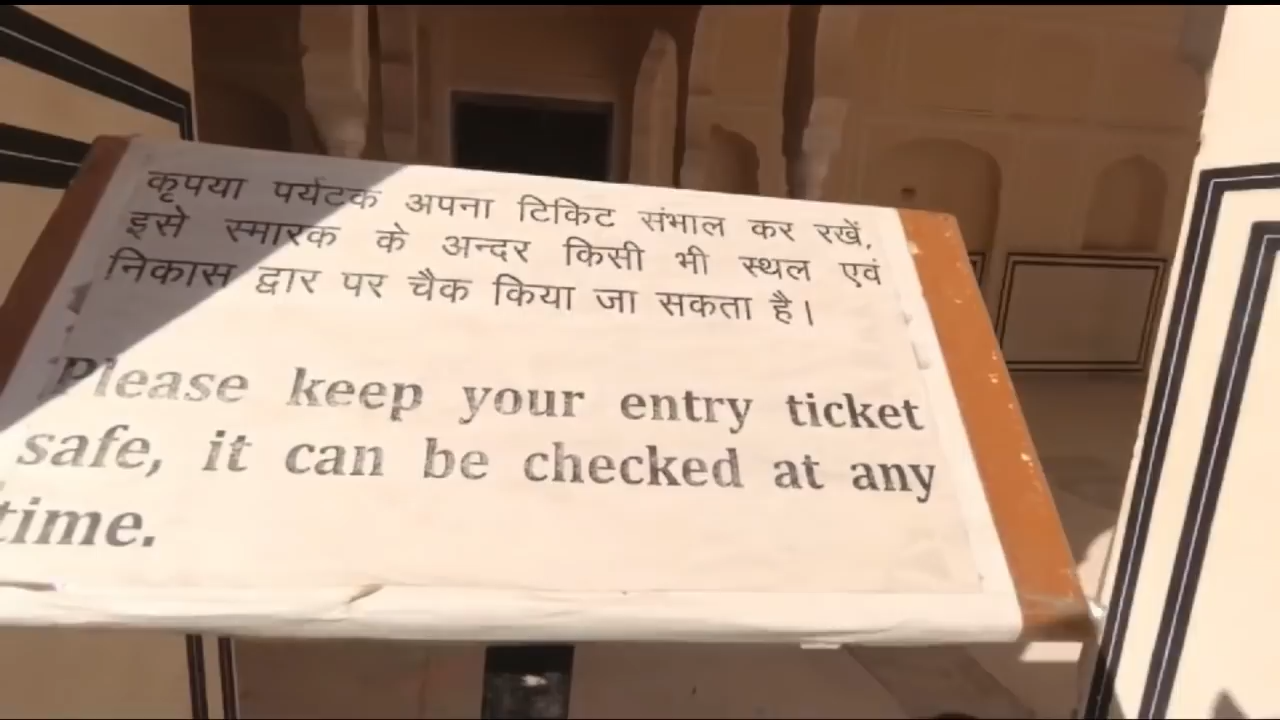 कृपया पर्यटक अपना टिकिट संभाल कर रखें,
इसे स्मारक के अन्दर किसी भी स्थल एवं
निकास द्वार पर चैक किया जा सकता है।
Please keep your entry ticket
safe, it can be checked at any
time.